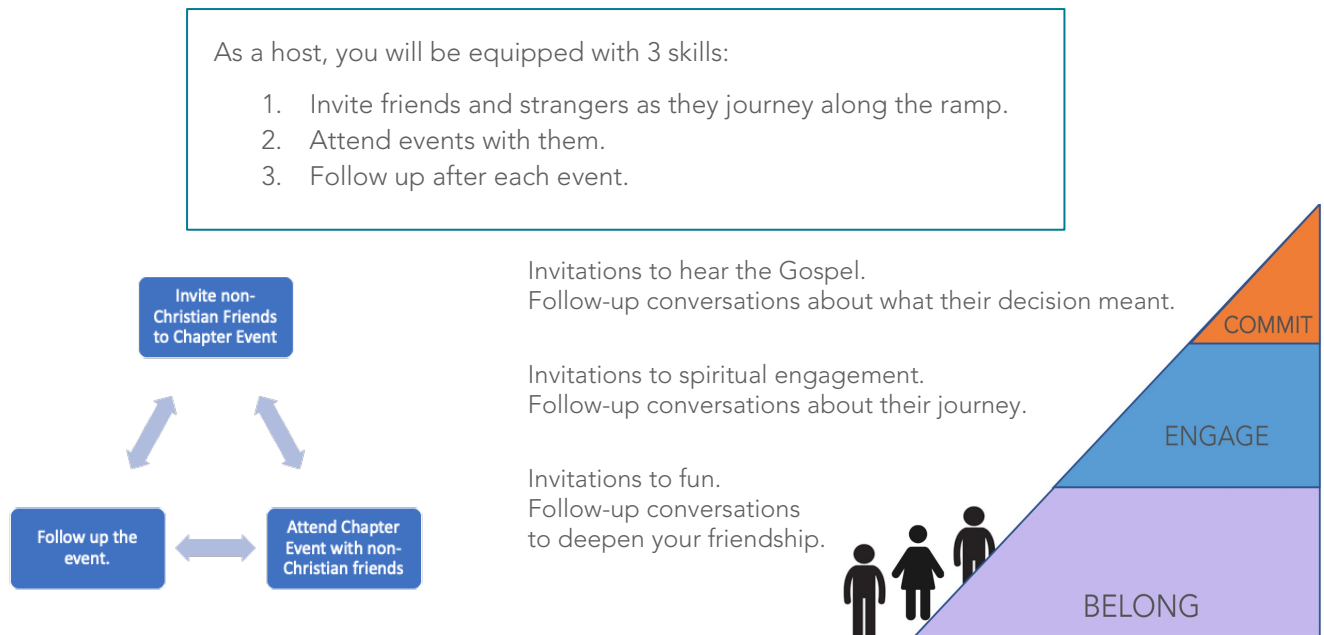 As a host, you will be equipped with 3 skills:
1. Invite friends and strangers as they journey along the ramp.
2. Attend events with them.
3. Follow up after each event.
Invite non-
Christian Friends
to Chapter Event
Follow up the
event.
Attend Chapter
Event with non-
Christian friends
Invitations to hear the Gospel.
Follow-up conversations about what their decision meant.
Invitations to spiritual engagement.
Follow-up conversations about their journey.
Invitations to fun.
Follow-up conversations
to deepen your friendship.
COMMIT
ENGAGE
BELONG